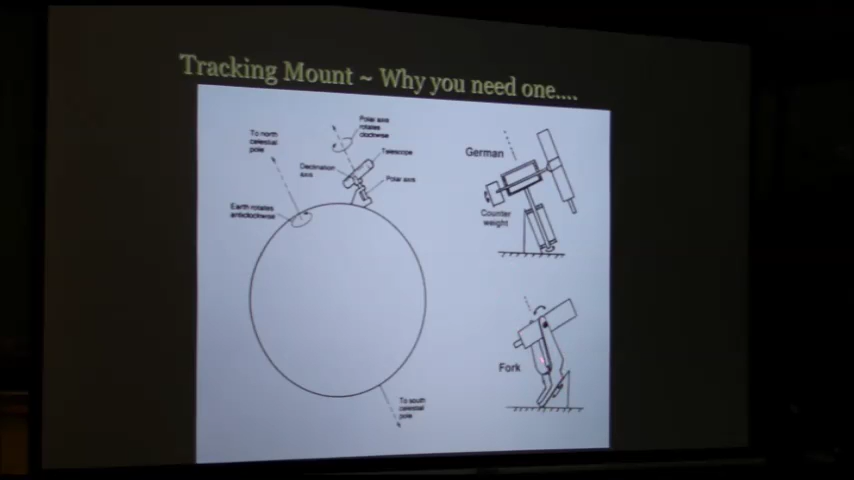 Tracking Mount ~ Why you need one....
Polar axis
rotates
clockwise
To north
celestial
pole
Telescope
Declination
axis
Polar axis
Earth rotates
anticlockwise
German
Counter
weight
Fork
To south
celestial
pole